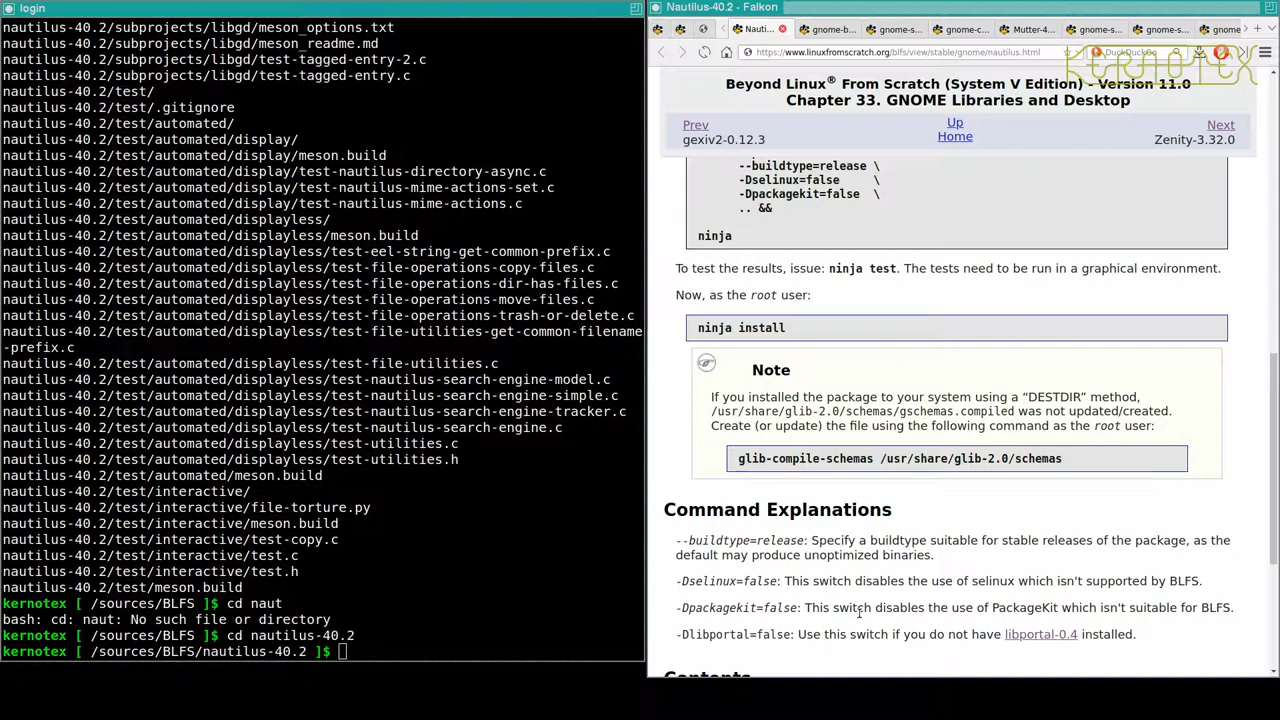 login
nautilus-40.2/subprojects/libgd/meson_options.txt
nautilus-40.2/subprojects/libgd/meson_readme.md
nautilus-40.2/subprojects/libgd/test-tagged-entry-2.c
nautilus-40.2/subprojects/libgd/test-tagged-entry.c
nautilus-40.2/test/
nautilus-40.2/test/.gitignore
nautilus-40.2/test/automated/
nautilus-40.2/test/automated/display/
nautilus-40.2/test/automated/display/meson.build
nautilus-40.2/test/automated/display/test-nautilus-directory-async.c
nautilus-40.2/test/automated/display/test-nautilus-mime-actions-set.c
nautilus-40.2/test/automated/display/test-nautilus-mime-actions.c
nautilus-40.2/test/automated/displayless/
nautilus-40.2/test/automated/displayless/meson.build
nautilus-40.2/test/automated/displayless/test-eel-string-get-common-prefix.c
nautilus-40.2/test/automated/displayless/test-file-operations-copy-files.c
nautilus-40.2/test/automated/displayless/test-file-operations-dir-has-files.c
nautilus-40.2/test/automated/displayless/test-file-operations-move-files.c
nautilus-40.2/test/automated/displayless/test-file-operations-trash-or-delete.c
nautilus-40.2/test/automated/displayless/test-file-utilities-get-common-filename
-prefix.c
nautilus-40.2/test/automated/displayless/test-file-utilities.c
nautilus-40.2/test/automated/displayless/test-nautilus-search-engine-model.c
nautilus-40.2/test/automated/displayless/test-nautilus-search-engine-simple.c
nautilus-40.2/test/automated/displayless/test-nautilus-search-engine-tracker.c
nautilus-40.2/test/automated/displayless/test-nautilus-search-engine.c
nautilus-40.2/test/automated/displayless/test-utilities.c
nautilus-40.2/test/automated/displayless/test-utilities.h
nautilus-40.2/test/automated/meson.build
nautilus-40.2/test/interactive/
nautilus-40.2/test/interactive/file-torture.py
nautilus-40.2/test/interactive/meson.build
nautilus-40.2/test/interactive/test-copy.c
nautilus-40.2/test/interactive/test.c
nautilus-40.2/test/interactive/test.h
nautilus-40.2/test/meson.build
kernotex [ /sources/BLFS ]$ cd naut
bash: cd: naut: No such file or directory
kernotex [ /sources/BLFS ]$ cd nautilus-40.2
kernotex [ /sources/BLFS/nautilus-40.2 ]$
Nautilus-40.2 - Falkon
Nauti... gnome-b... gnome-s... gnome-c... Mutter-4... gnome-s... gnome-s... gnome
https://www.linuxfromscratch.org/blfs/view/stable/gnome/nautilus.html DuckDuckGo
KERNOTEX
Beyond Linux® From Scratch (System V Edition) - Version 11.0
Chapter 33. GNOME Libraries and Desktop
Prev Up Next
gexiv2-0.12.3 Home Zenity-3.32.0
--buildtype=release \
-Dselinux=false \
-Dpackagekit=false \
.. &&
ninja
To test the results, issue: ninja test. The tests need to be run in a graphical environment.
Now, as the root user:
ninja install
Note
If you installed the package to your system using a “DESTDIR” method,
/usr/share/glib-2.0/schemas/gschemas.compiled was not updated/created.
Create (or update) the file using the following command as the root user:
glib-compile-schemas /usr/share/glib-2.0/schemas
Command Explanations
--buildtype=release: Specify a buildtype suitable for stable releases of the package, as the
default may produce unoptimized binaries.
-Dselinux=false: This switch disables the use of selinux which isn't supported by BLFS.
-Dpackagekit=false: This switch disables the use of PackageKit which isn't suitable for BLFS.
-Dlibportal=false: Use this switch if you do not have libportal-0.4 installed.
Contents